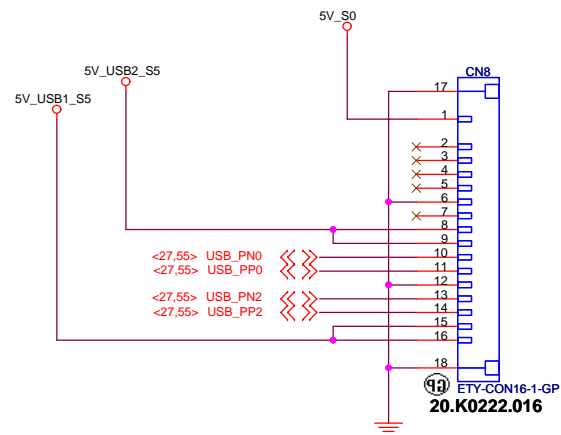 5V_S0
5V_USB2_S5
5V_USB1_S5
CN8
17
1
2
3
4
5
6
7
8
9
<27,55> USB_PN0 10
<27,55> USB_PP0 11
12
<27,55> USB_PN2 13
<27,55> USB_PP2 14
15
16
18
GP
ETY-CON16-1-GP
20.K0222.016